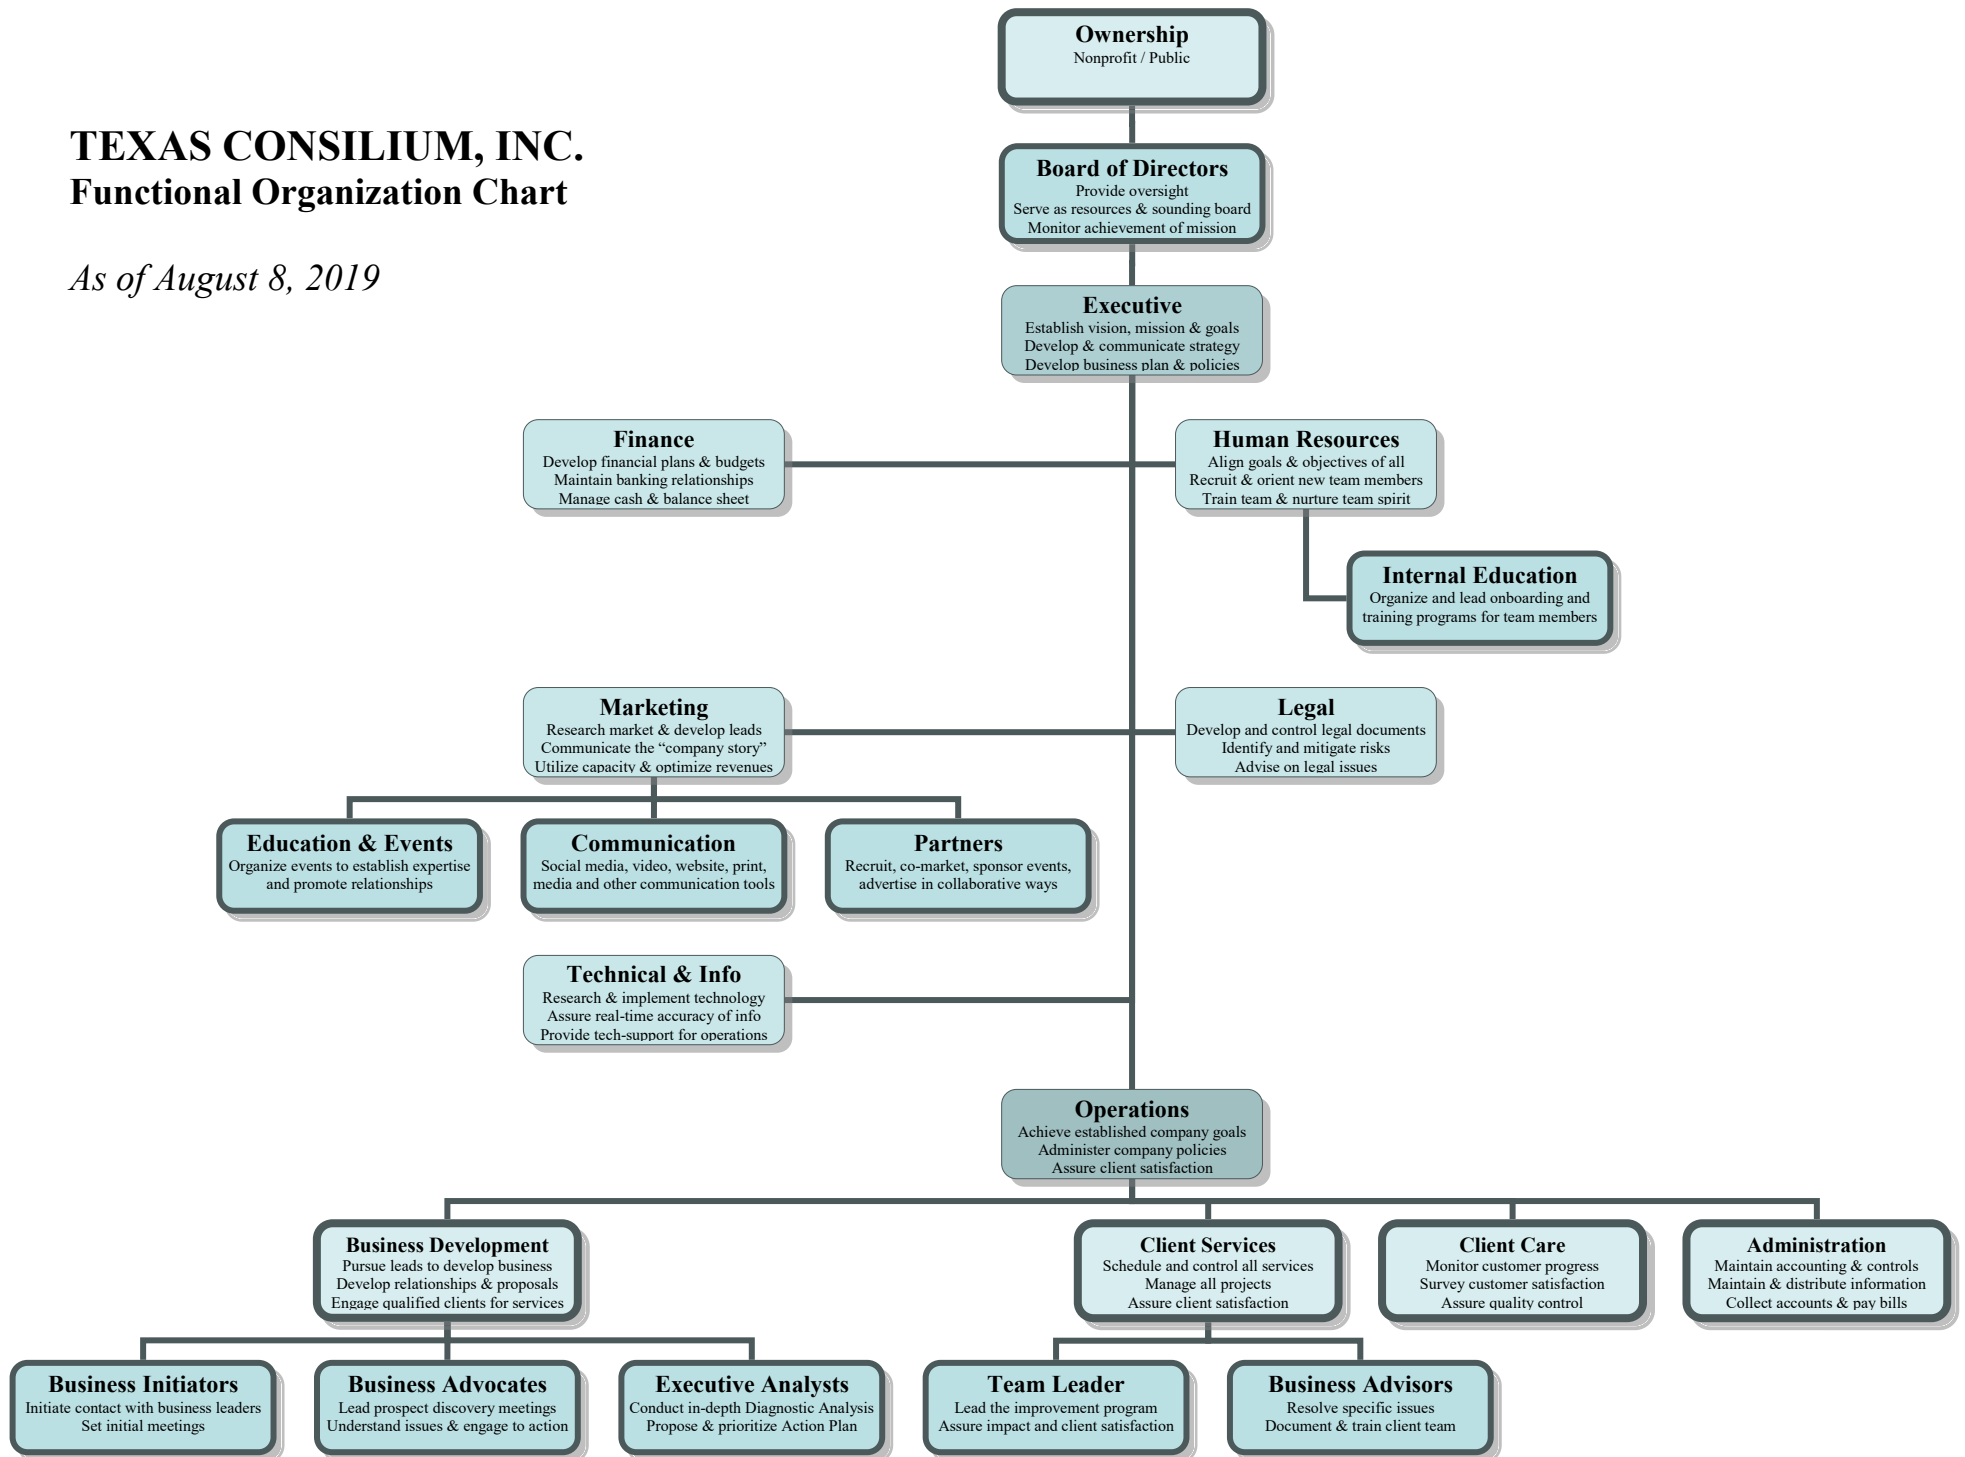 Ownership
Nonprofit / Public
TEXAS CONSILIUM, INC.
Functional Organization Chart
As of August 8, 2019
Board of Directors
Provide oversight
Serve as resources & sounding board
Monitor achievement of mission
Executive
Establish vision, mission & goals
Develop & communicate strategy
Develop business plan & policies
Finance
Develop financial plans & budgets
Maintain banking relationships
Manage cash & balance sheet
Human Resources
Align goals & objectives of all
Recruit & orient new team members
Train team & nurture team spirit
Internal Education
Organize and lead onboarding and
training programs for team members
Marketing
Research market & develop leads
Communicate the “company story”
Utilize capacity & optimize revenues
Legal
Develop and control legal documents
Identify and mitigate risks
Advise on legal issues
Education & Events
Organize events to establish expertise
and promote relationships
Communication
Social media, video, website, print,
media and other communication tools
Partners
Recruit, co-market, sponsor events,
advertise in collaborative ways
Technical & Info
Research & implement technology
Assure real-time accuracy of info
Provide tech-support for operations
Operations
Achieve established company goals
Administer company policies
Assure client satisfaction
Business Development
Pursue leads to develop business
Develop relationships & proposals
Engage qualified clients for services
Client Services
Schedule and control all services
Manage all projects
Assure client satisfaction
Client Care
Monitor customer progress
Survey customer satisfaction
Assure quality control
Administration
Maintain accounting & controls
Maintain & distribute information
Collect accounts & pay bills
Business Initiators
Initiate contact with business leaders
Set initial meetings
Business Advocates
Lead prospect discovery meetings
Understand issues & engage to action
Executive Analysts
Conduct in-depth Diagnostic Analysis
Propose & prioritize Action Plan
Team Leader
Lead the improvement program
Assure impact and client satisfaction
Business Advisors
Resolve specific issues
Document & train client team